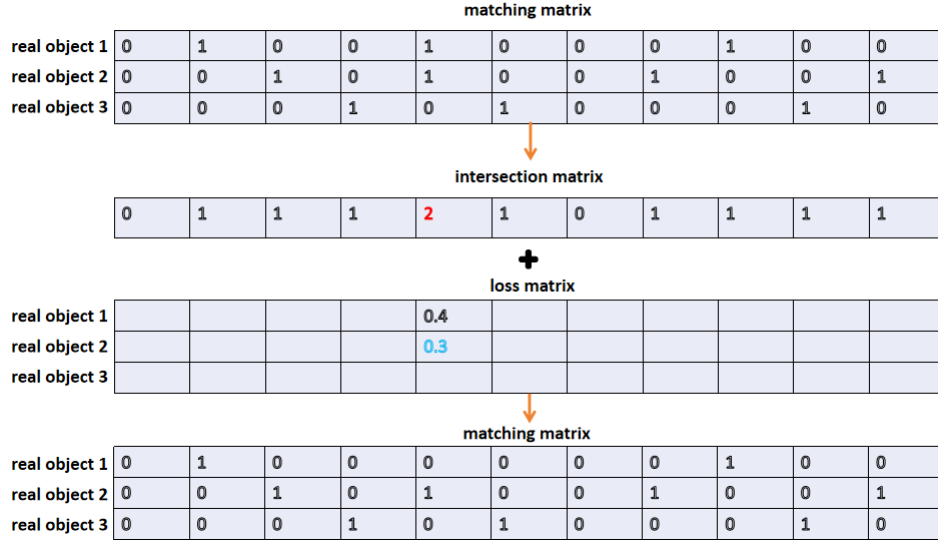 matching matrix
real object 1 0 1 0 0 1 0 0 0 1 0 0
real object 2 0 0 1 0 1 0 0 1 0 0 1
real object 3 0 0 0 1 0 1 0 0 0 1 0
intersection matrix
0 1 1 1 2 1 0 1 1 1 1
+
loss matrix
real object 1 0.4
real object 2 0.3
real object 3
matching matrix
real object 1 0 1 0 0 0 0 0 0 1 0 0
real object 2 0 0 1 0 1 0 0 1 0 0 1
real object 3 0 0 0 1 0 1 0 0 0 1 0